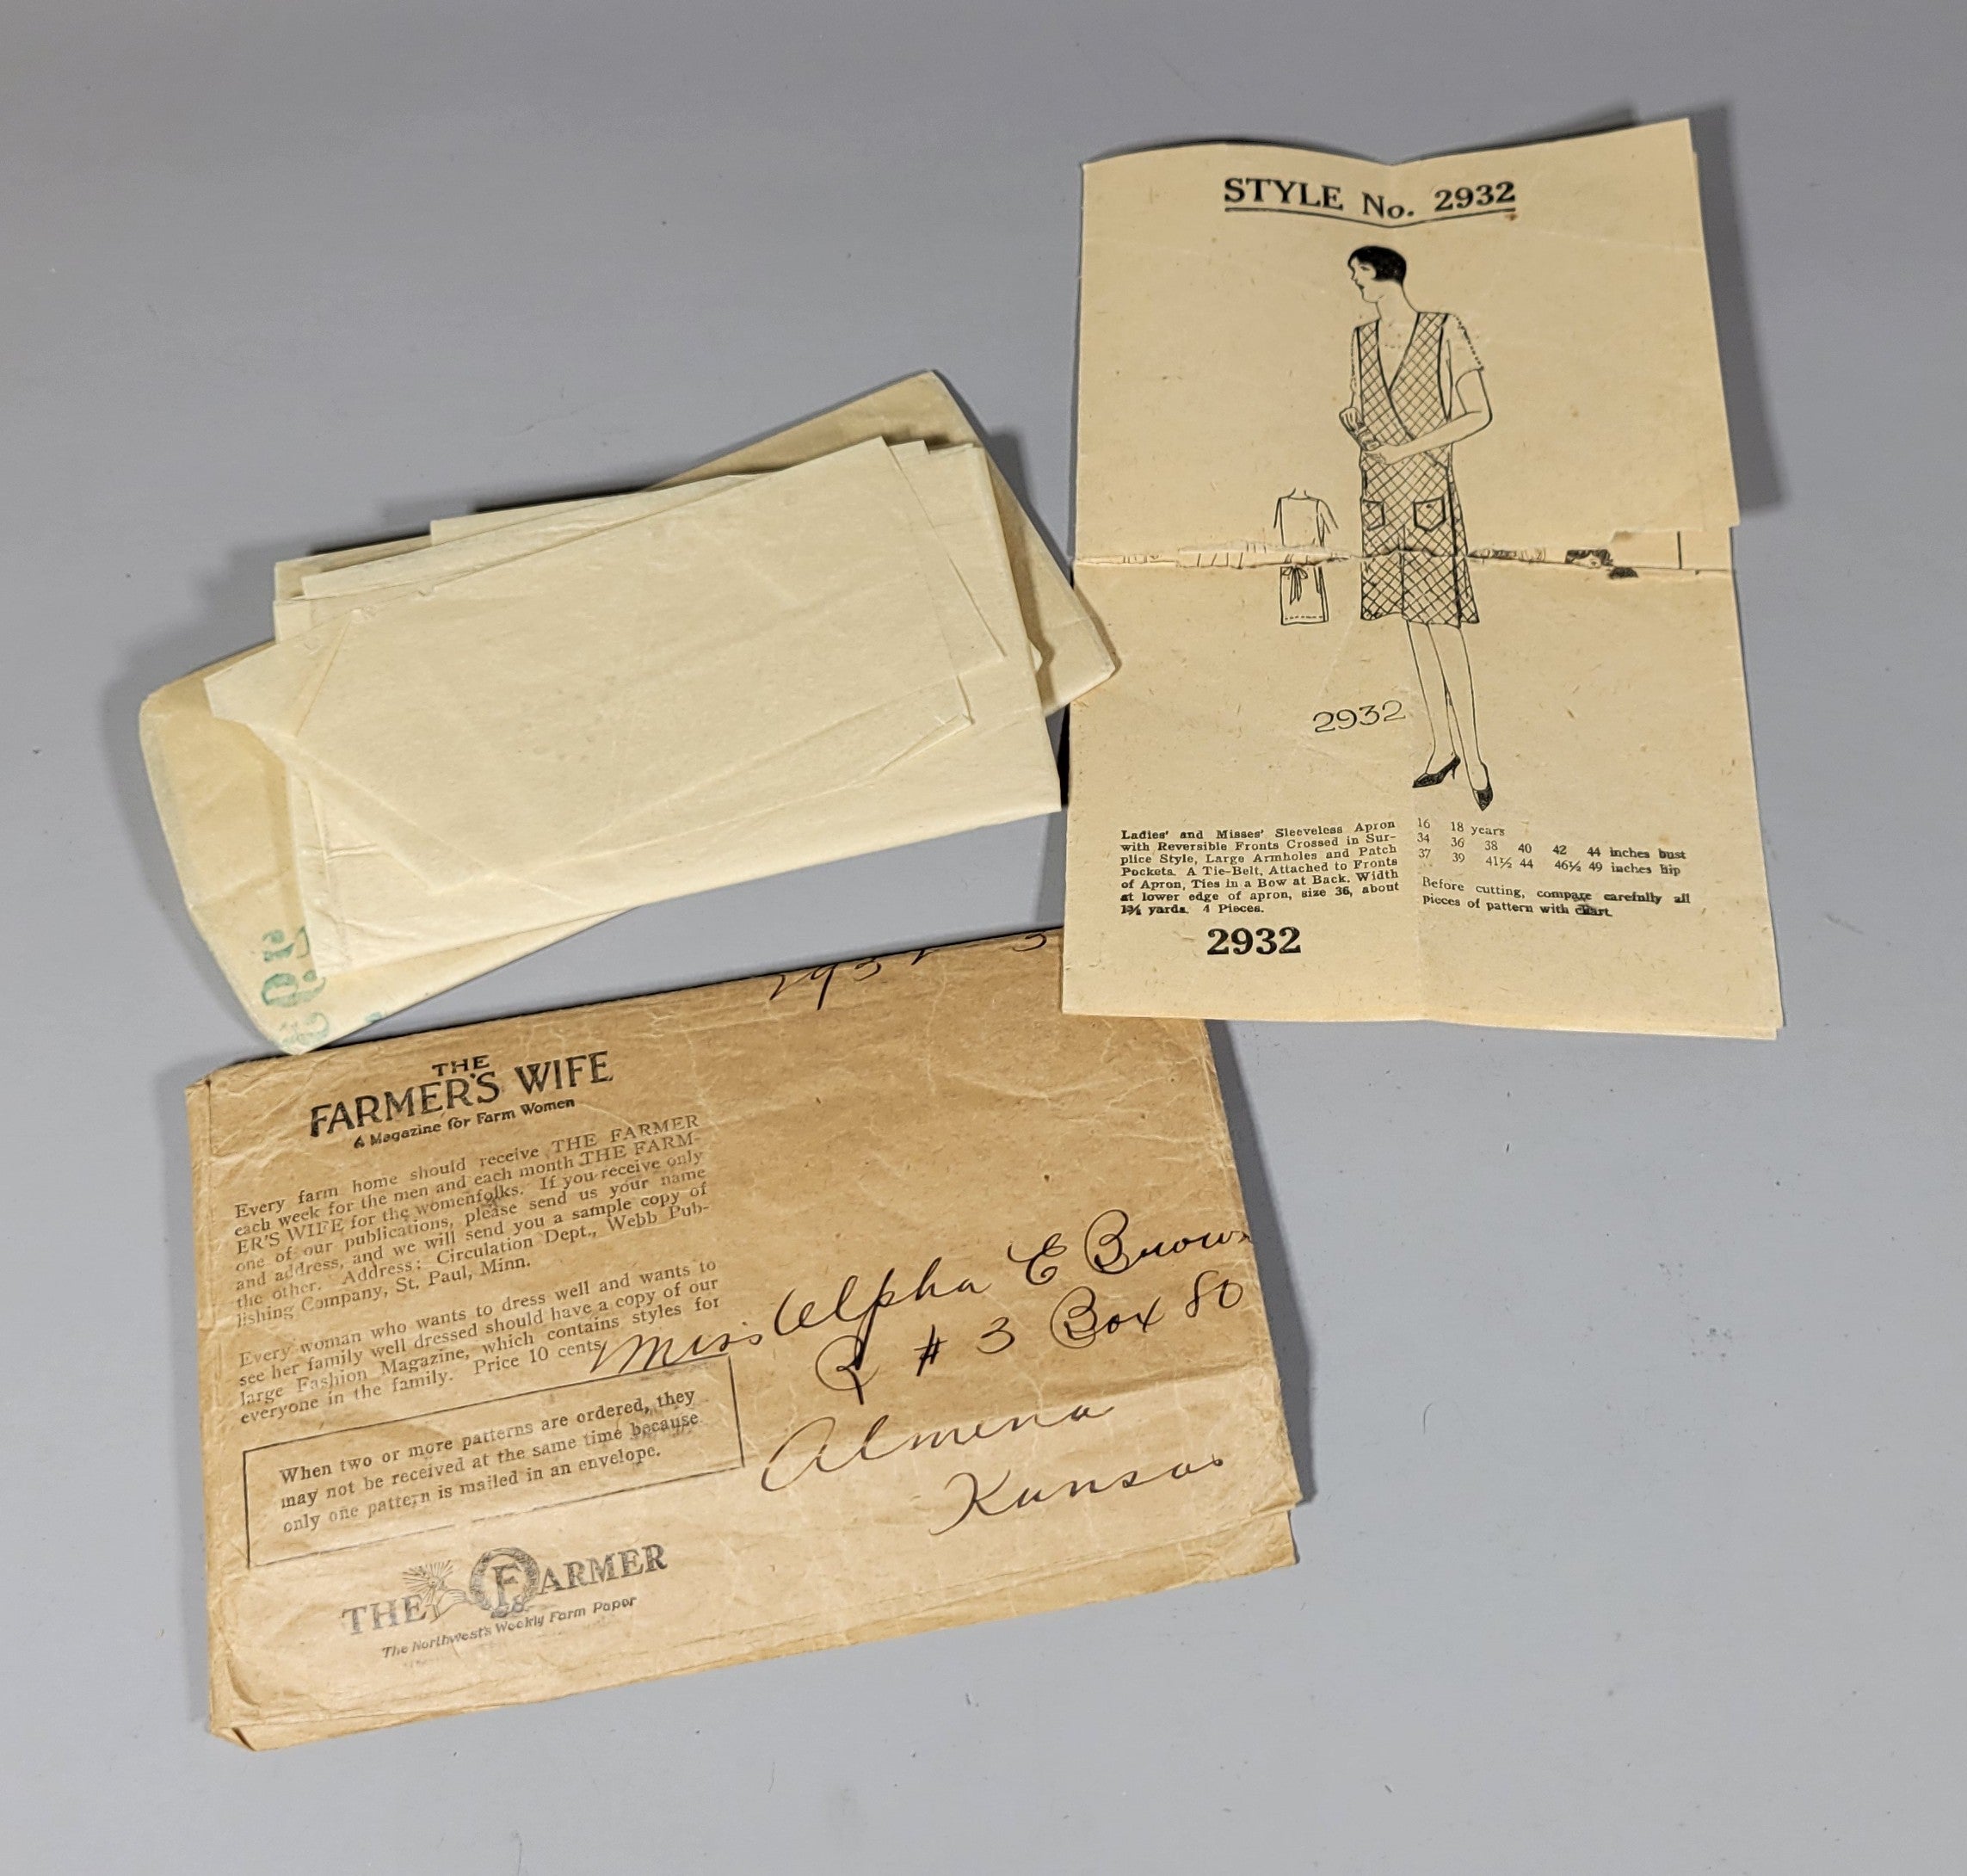 STYLE No. 2932
2932
Ladies' and Misses' Sleeveless Apron
with Reversible Fronts Crossed in Sur-
plice Style, Large Armholes and Patch
Pockets. A Tie-Belt, Attached to Fronts
of Apron, Ties in a Bow at Back. Width
at lower edge of apron, size 36, about
yards. 4 Pieces.
2932
16 18 years
34 36 38 40 42 44 inches bust
37 39 41½ 44 46½ 49 inches hip
Before cutting, compare carefully all
pieces of pattern with chart.
2932
THE
FARMER'S WIFE
A Magazine for Farm Women
Every farm home should receive THE FARMER
each week for the men and each month THE FARM-
ER'S WIFE for the womenfolks. If you receive only
one of our publications, please send us your name
and address, and we will send you a sample copy of
the other. Address: Circulation Dept., Webb Pub-
lishing Company, St. Paul, Minn.
Every woman who wants to dress well and wants to
see her family well dressed should have a copy of our
large Fashion Magazine, which contains styles for
everyone in the family. Price 10 cents.
When two or more patterns are ordered, they
may not be received at the same time because
only one pattern is mailed in an envelope.
THE FARMER
The Northwest's Weekly Farm Paper
Miss Alpha E Brown
R # 3 Box 80
Almena
Kansas